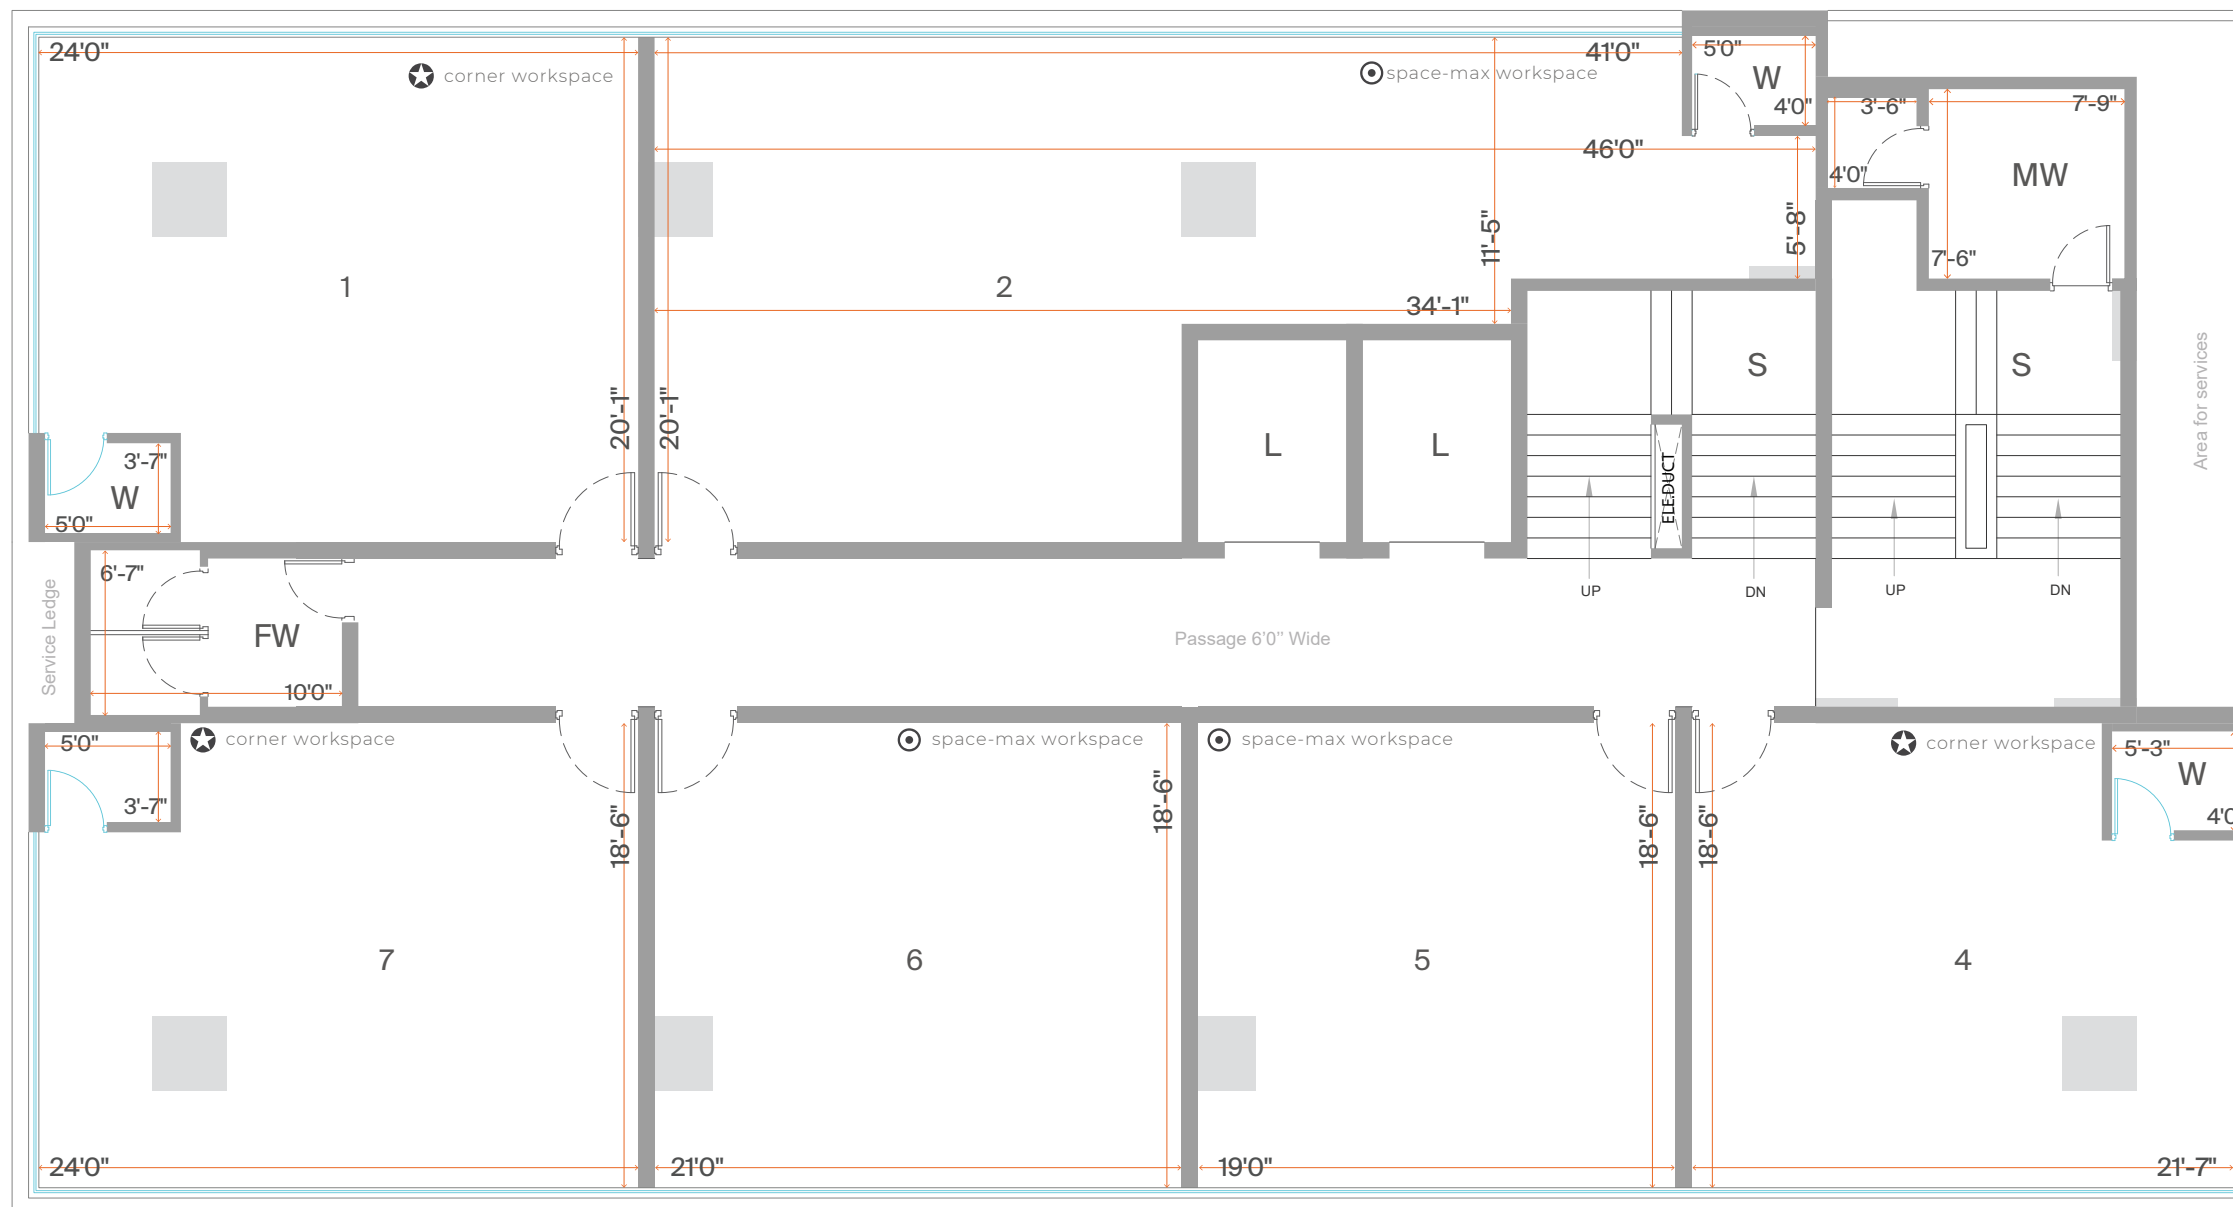 24'0"
corner workspace
space-max workspace
41'0"
5'0"
W
4'0"
3'-6"
7'-9"
46'0"
4'0"
MW
11'-5"
5'-8"
7'-6"
1
2
34'-1"
20'-1"
20'-1"
S
S
Area for services
L
L
ELE.DUCT
3'-7"
W
5'0"
6'-7"
UP
DN
UP
DN
Service Ledge
FW
Passage 6'0" Wide
10'0"
5'0"
corner workspace
space-max workspace
space-max workspace
corner workspace
5'-3"
W
3'-7"
4'0
18'-6"
18'-6"
18'-6"
18'-6"
7
6
5
4
24'0"
21'0"
19'0"
21'-7"